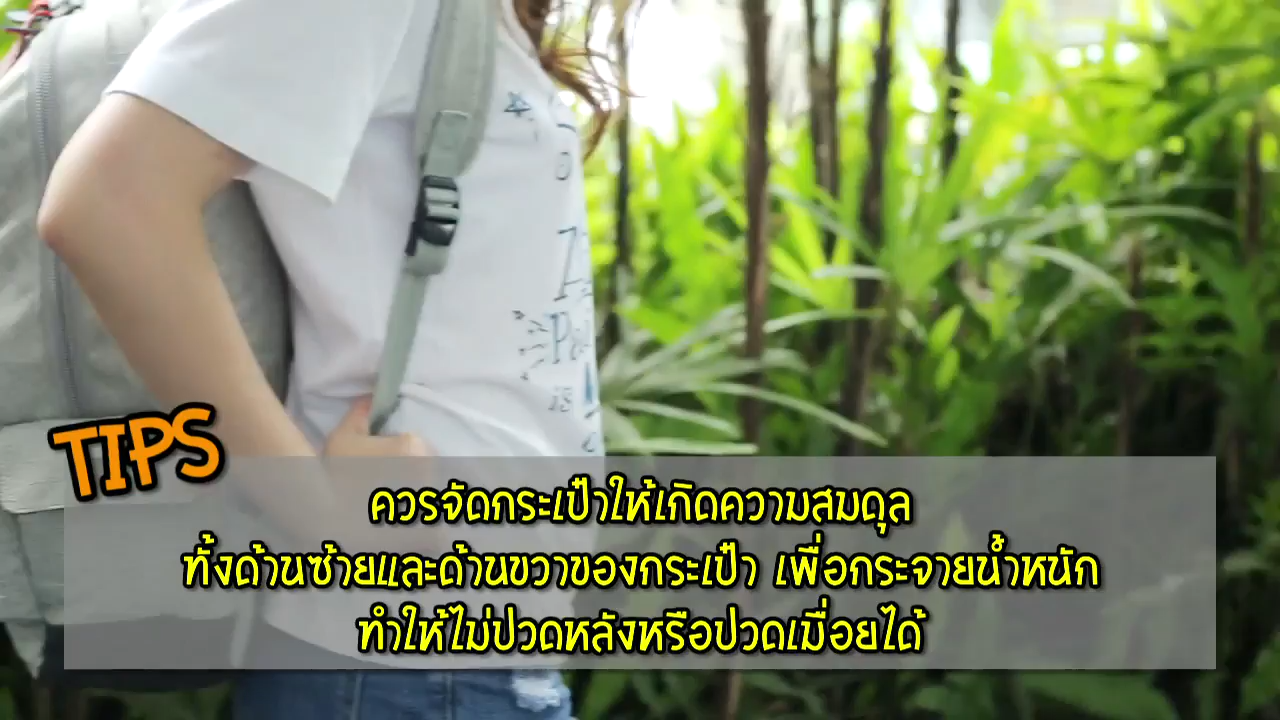 TIPS
ควรจัดกระเป๋าให้เกิดความสมดุล
ทั้งด้านซ้ายและด้านขวาของกระเป๋า เพื่อกระจายน้ำหนัก
ทำให้ไม่ปวดหลังหรือปวดเมื่อยได้
is